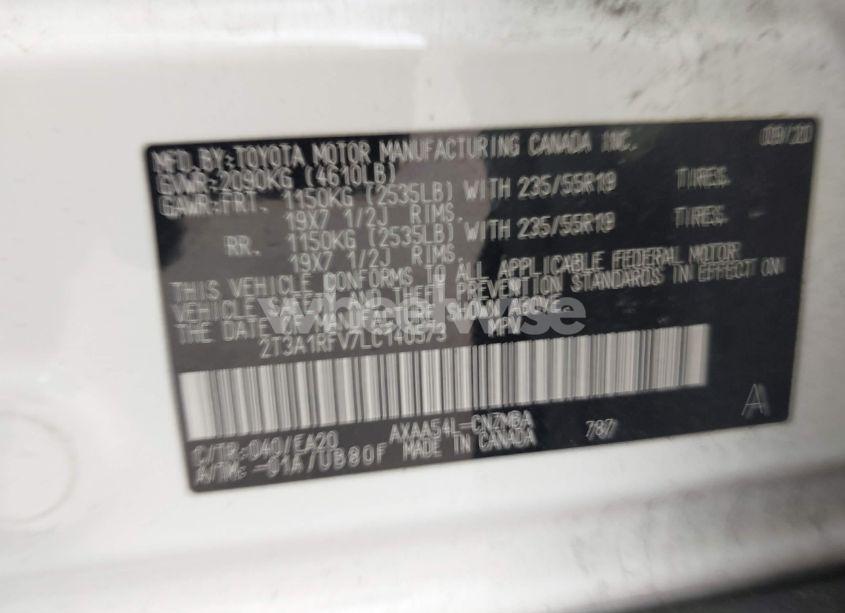 MFD.BY:TOYOTA MOTOR MANUFACTURING CANADA INC. 09/20
GVWR:2090KG (4610LB)
GAWR:FRT. 1150KG (2535LB) WITH 235/55R19 TIRES.
19X7 1/2J RIMS.
RR. 1150KG (2535LB) WITH 235/55R19 TIRES.
19X7 1/2J RIMS.
THIS VEHICLE CONFORMS TO ALL APPLICABLE FEDERAL MOTOR
VEHICLE SAFETY AND THEFT PREVENTION STANDARDS IN EFFECT ON
THE DATE OF MANUFACTURE SHOWN ABOVE.
2T3A1RFV7LC140573 MPV
wheelwise
C/TR:040/EA20 AXAA54L-CNZMBA 787 A
A/TM:-01A/UB80F MADE IN CANADA